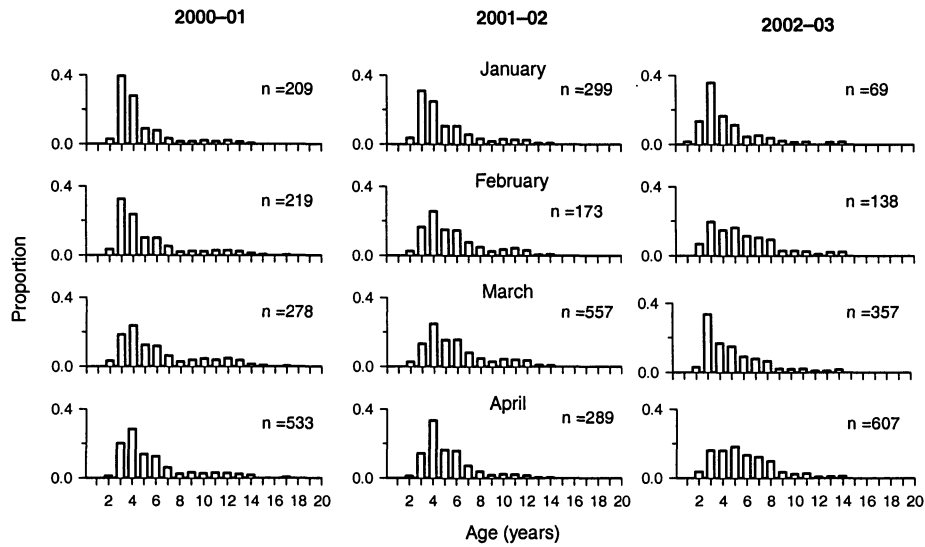 2000–01 2001–02 2002–03
January
0.4 n =209 0.4 n =299 0.4 n =69
0.0 0.0 0.0
February
0.4 n =219 0.4 n =173 0.4 n =138
0.0 0.0 0.0
Proportion
March
0.4 n =278 0.4 n =557 0.4 n =357
0.0 0.0 0.0
April
0.4 n =533 0.4 n =289 0.4 n =607
0.0 0.0 0.0
2 4 6 8 10 12 14 16 18 20 2 4 6 8 10 12 14 16 18 20 2 4 6 8 10 12 14 16 18 20
Age (years)